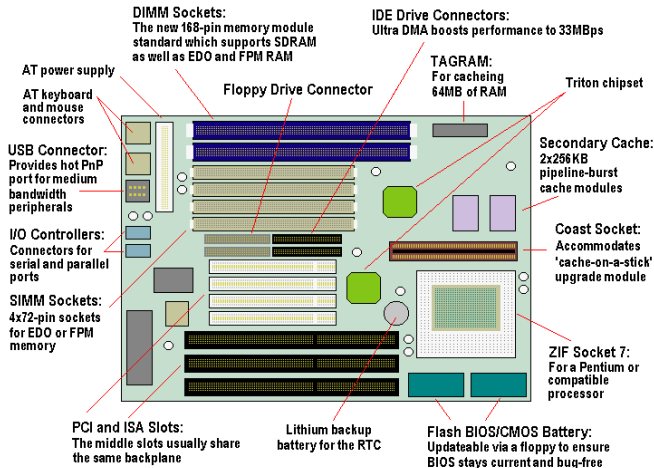 DIMM Sockets:
The new 168-pin memory module
standard which supports SDRAM
as well as EDO and FPM RAM
IDE Drive Connectors:
Ultra DMA boosts performance to 33MBps
TAGRAM:
For cacheing
64MB of RAM
Triton chipset
AT power supply
Floppy Drive Connector
AT keyboard
and mouse
connectors
USB Connector:
Provides hot PnP
port for medium
bandwidth
peripherals
Secondary Cache:
2x256KB
pipeline-burst
cache modules
I/O Controllers:
Connectors for
serial and parallel
ports
Coast Socket:
Accommodates
'cache-on-a-stick'
upgrade module
SIMM Sockets:
4x72-pin sockets
for EDO or FPM
memory
ZIF Socket 7:
For a Pentium or
compatible
processor
PCI and ISA Slots:
The middle slots usually share
the same backplane
Lithium backup
battery for the RTC
Flash BIOS/CMOS Battery:
Updateable via a floppy to ensure
BIOS stays current and bug-free